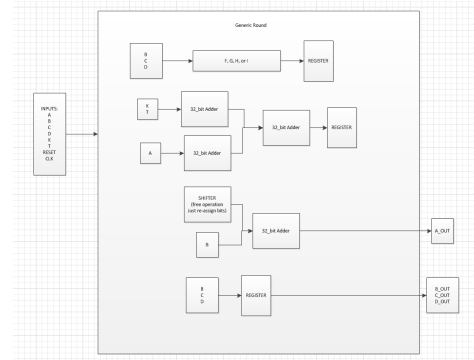 Generic Round
B
C
D
F, G, H, or I
REGISTER
INPUTS:
A
B
C
D
K
T
RESET
CLK
K
T
32_bit Adder
32_bit Adder
REGISTER
A
32_bit Adder
SHIFTER
(free operation
just re-assign bits)
B
32_bit Adder
A_OUT
B
C
D
REGISTER
B_OUT
C_OUT
D_OUT